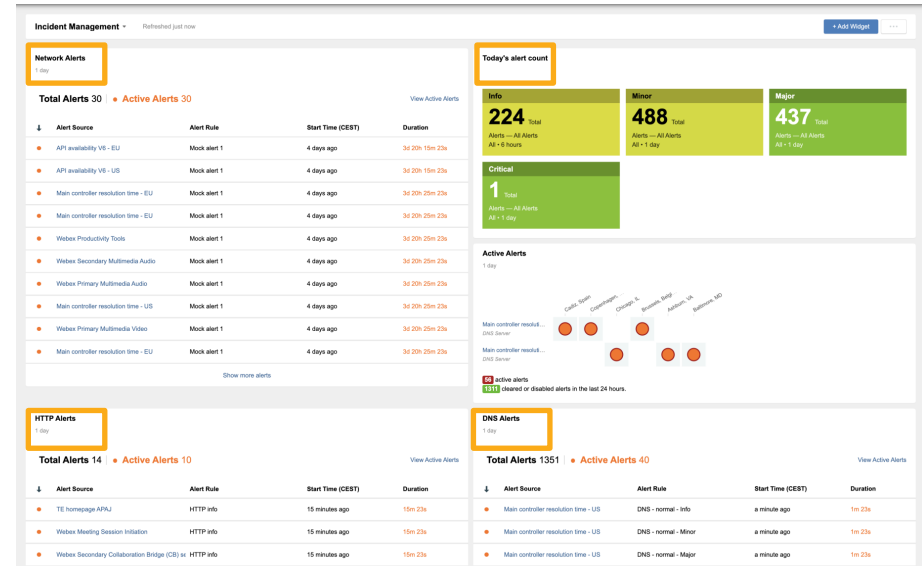 Incident Management
Refreshed just now
+ Add Widget
...
Network Alerts
1 day
Total Alerts 30
Active Alerts 30
View Active Alerts
Alert Source Alert Rule Start Time (CEST) Duration
API availability V6 - EU Mock alert 1 4 days ago 3d 20h 15m 23s
API availability V6 - US Mock alert 1 4 days ago 3d 20h 15m 23s
Main controller resolution time - EU Mock alert 1 4 days ago 3d 20h 25m 23s
Main controller resolution time - EU Mock alert 1 4 days ago 3d 20h 25m 23s
Webex Productivity Tools Mock alert 1 4 days ago 3d 20h 25m 23s
Webex Secondary Multimedia Audio Mock alert 1 4 days ago 3d 20h 25m 23s
Webex Primary Multimedia Audio Mock alert 1 4 days ago 3d 20h 25m 23s
Main controller resolution time - US Mock alert 1 4 days ago 3d 20h 25m 23s
Webex Primary Multimedia Video Mock alert 1 4 days ago 3d 20h 25m 23s
Main controller resolution time - EU Mock alert 1 4 days ago 3d 20h 25m 23s
Show more alerts
Today's alert count
Info
224 Total
Alerts — All Alerts
All • 6 hours
Minor
488 Total
Alerts — All Alerts
All • 1 day
Major
437 Total
Alerts — All Alerts
All • 1 day
Critical
1 Total
Alerts — All Alerts
All • 1 day
Active Alerts
1 day
Cadiz, Spain
Copenhagen,
Chicago, IL
Brussels, Belgi...
Ashburn, VA
Baltimore, MD
Main controller resoluti...
DNS Server
Main controller resoluti...
DNS Server
56 active alerts
1311 cleared or disabled alerts in the last 24 hours.
HTTP Alerts
1 day
Total Alerts 14
Active Alerts 10
View Active Alerts
Alert Source Alert Rule Start Time (CEST) Duration
TE homepage APAJ HTTP info 15 minutes ago 15m 23s
Webex Meeting Session Initiation HTTP info 15 minutes ago 15m 23s
Webex Secondary Collaboration Bridge (CB) se HTTP info 15 minutes ago 15m 23s
DNS Alerts
1 day
Total Alerts 1351
Active Alerts 40
View Active Alerts
Alert Source Alert Rule Start Time (CEST) Duration
Main controller resolution time - US DNS - normal - Info a minute ago 1m 23s
Main controller resolution time - US DNS - normal - Minor a minute ago 1m 23s
Main controller resolution time - US DNS - normal - Major a minute ago 1m 23s